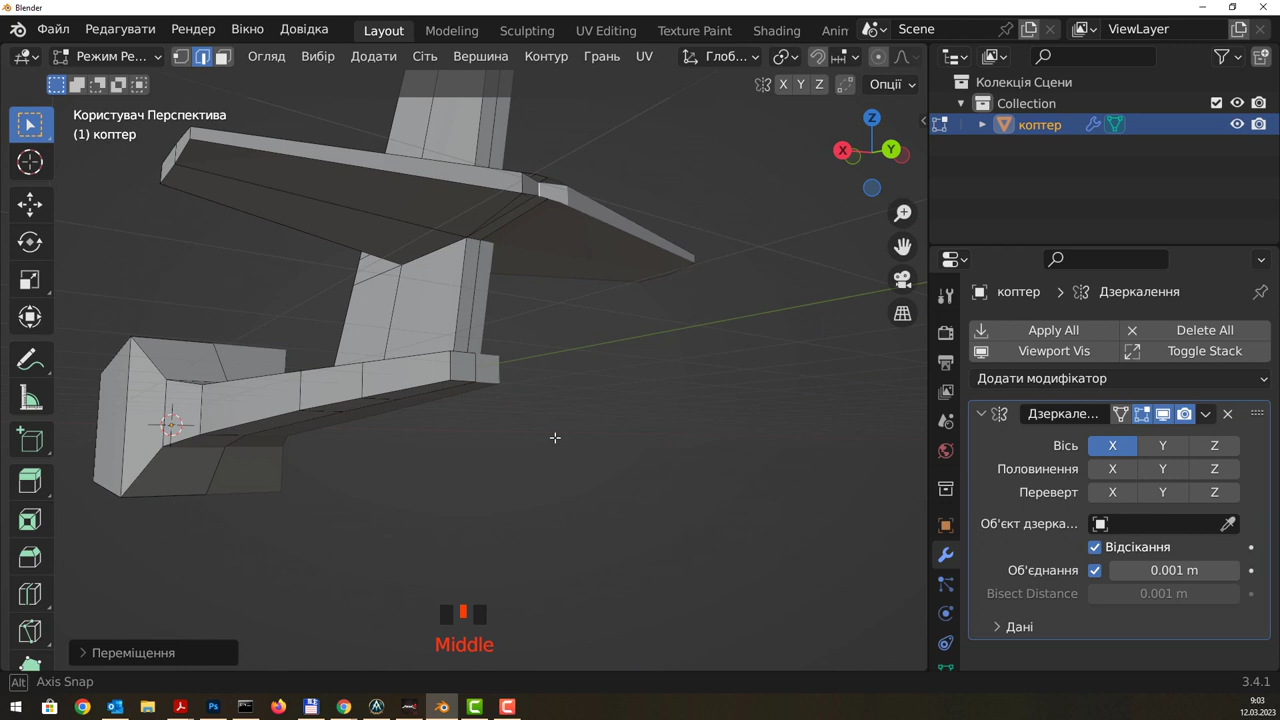 Blender
Файл Редагувати Рендер Вікно Довідка Layout Modeling Sculpting UV Editing Texture Paint Shading Anim Scene ViewLayer
Режим Ре... Огляд Вибір Додати Сіть Вершина Контур Грань UV Глоб...
X Y Z Опції
Користувач Перспектива
(1) коптер
Z
X Y
Колекція Сцени
Collection
коптер
коптер Дзеркалення
Apply All Delete All
Viewport Vis Toggle Stack
Додати модифікатор
Дзеркале...
Вісь X Y Z
Половинення X Y Z
Переверт X Y Z
Об'єкт дзерка...
Відсікання
Об'єднання 0.001 m
Bisect Distance 0.001 m
Дані
Middle
Переміщення
Alt Axis Snap 3.4.1
9:03
12.03.2023